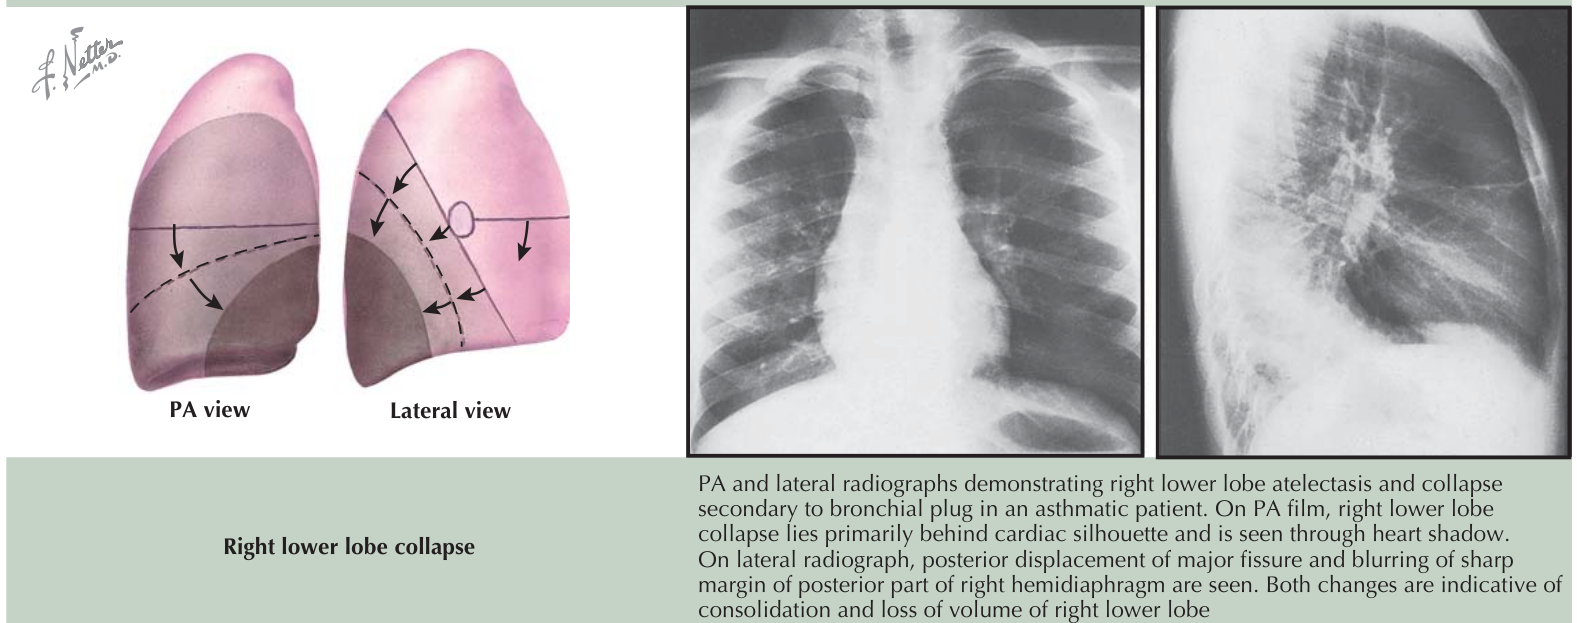 F. Netter
M.D.
PA view
Lateral view
Right lower lobe collapse
PA and lateral radiographs demonstrating right lower lobe atelectasis and collapse
secondary to bronchial plug in an asthmatic patient. On PA film, right lower lobe
collapse lies primarily behind cardiac silhouette and is seen through heart shadow.
On lateral radiograph, posterior displacement of major fissure and blurring of sharp
margin of posterior part of right hemidiaphragm are seen. Both changes are indicative of
consolidation and loss of volume of right lower lobe